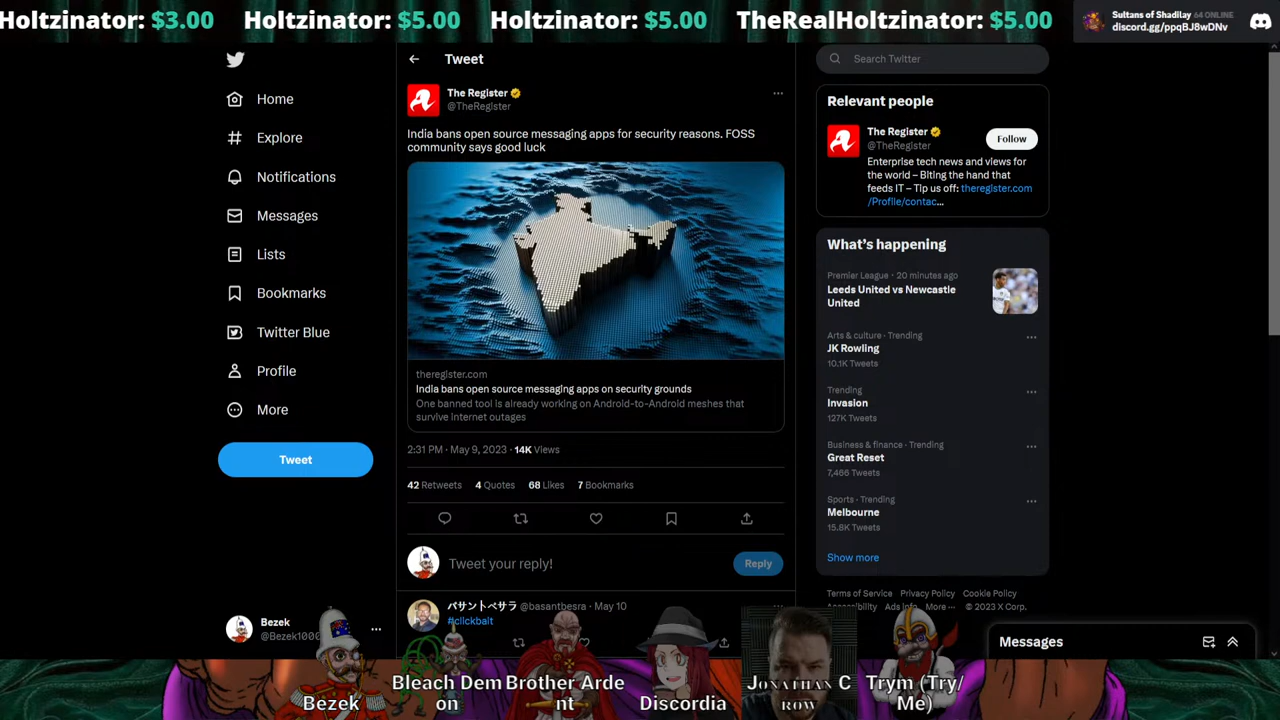 Holtzinator: $3.00 Holtzinator: $5.00 Holtzinator: $5.00 TheRealHoltzinator: $5.00
Sultans of Shadilay 64 ONLINE
discord.gg/ppqBJ8wDNv
Home
Explore
Notifications
Messages
Lists
Bookmarks
Twitter Blue
Profile
More
Tweet
Bezek
Tweet
The Register
@TheRegister
India bans open source messaging apps for security reasons. FOSS
community says good luck
theregister.com
India bans open source messaging apps on security grounds
One banned tool is already working on Android-to-Android meshes that
survive internet outages
2:31 PM · May 9, 2023 · 14K Views
42 Retweets 4 Quotes 68 Likes 7 Bookmarks
Tweet your reply!
Reply
バサントベサラ @basantbesra · May 10
#clickbait
Search Twitter
Relevant people
The Register
@TheRegister
Follow
Enterprise tech news and views for
the world – Biting the hand that
feeds IT – Tip us off: theregister.com
/Profile/contac…
What's happening
Premier League · 20 minutes ago
Leeds United vs Newcastle
United
Arts & culture · Trending
JK Rowling
10.1K Tweets
Trending
Invasion
127K Tweets
Business & finance · Trending
Great Reset
7,466 Tweets
Sports · Trending
Melbourne
15.8K Tweets
Show more
Terms of Service Privacy Policy Cookie Policy
More ··· © 2023 X Corp.
Messages
Bezek
Bleach Dem
on
Brother Arde
nt
Discordia
Jonathan C
row
Trym (Try/
Me)